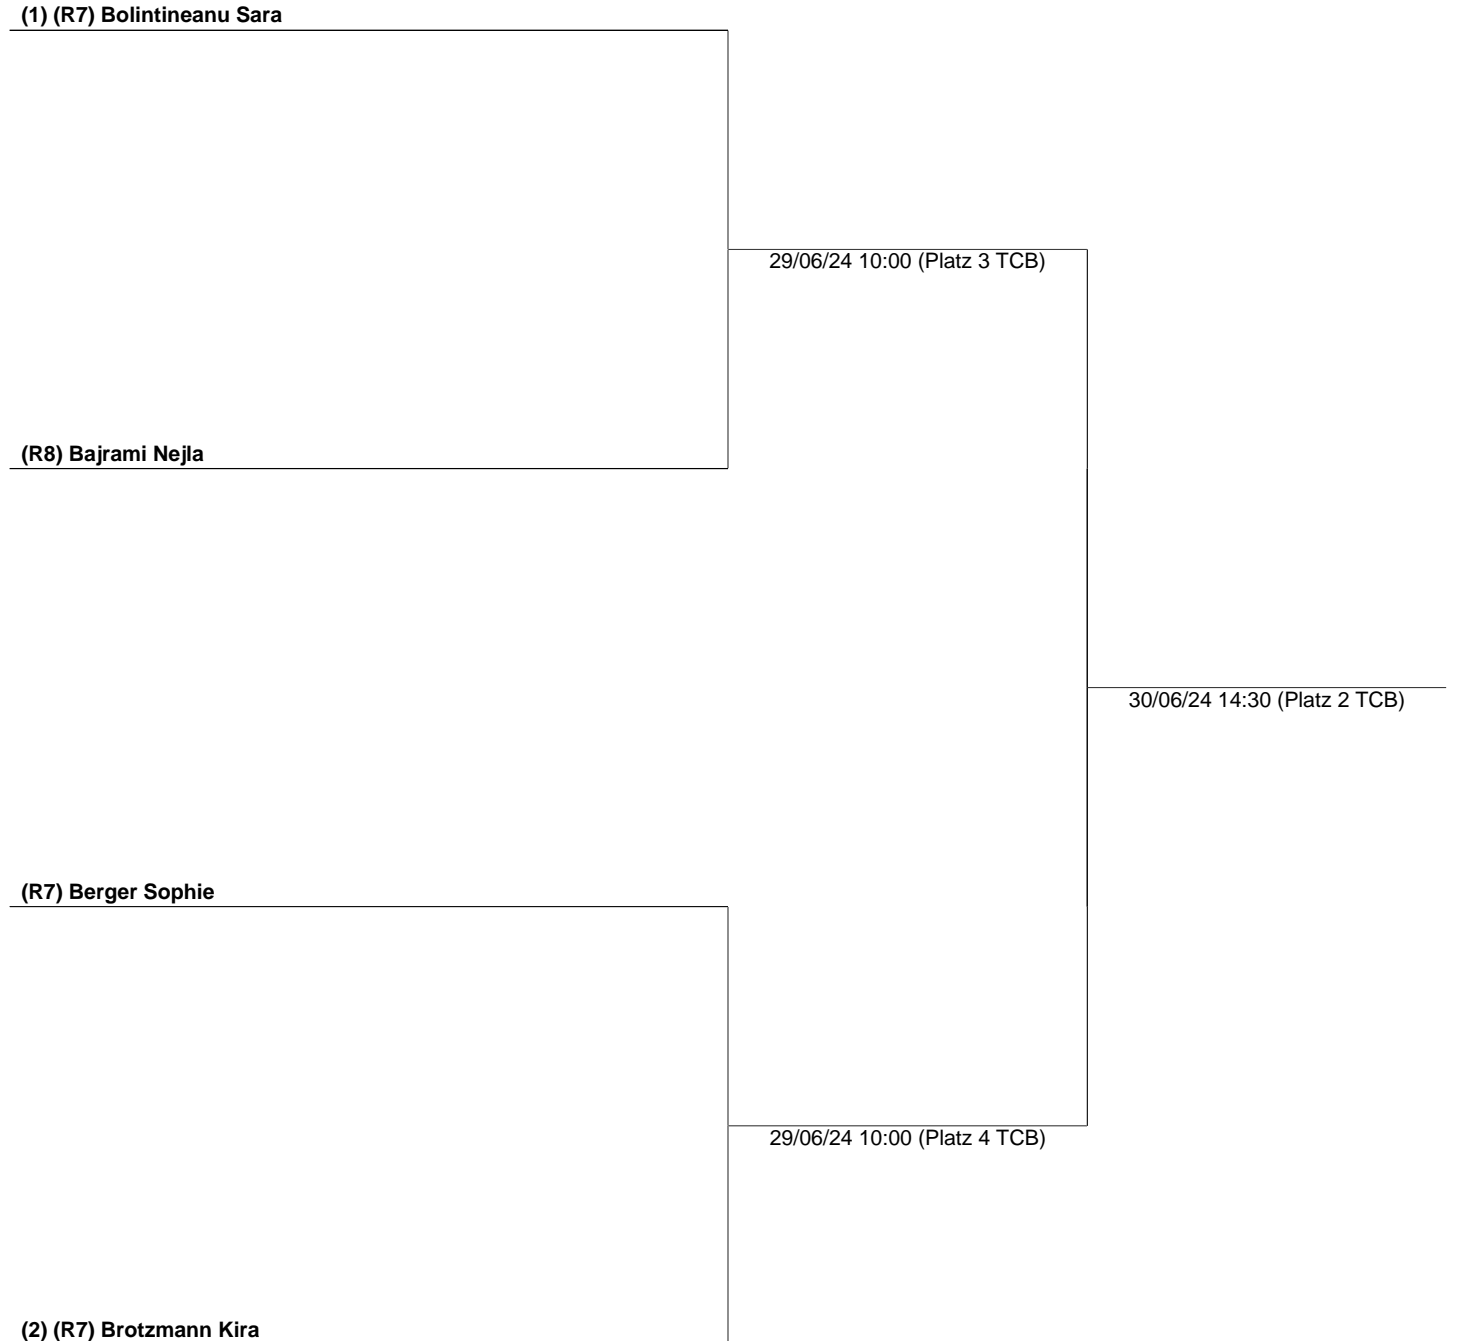 (1) (R7) Bolintineanu Sara
29/06/24 10:00 (Platz 3 TCB)
(R8) Bajrami Nejla
30/06/24 14:30 (Platz 2 TCB)
(R7) Berger Sophie
29/06/24 10:00 (Platz 4 TCB)
(2) (R7) Brotzmann Kira